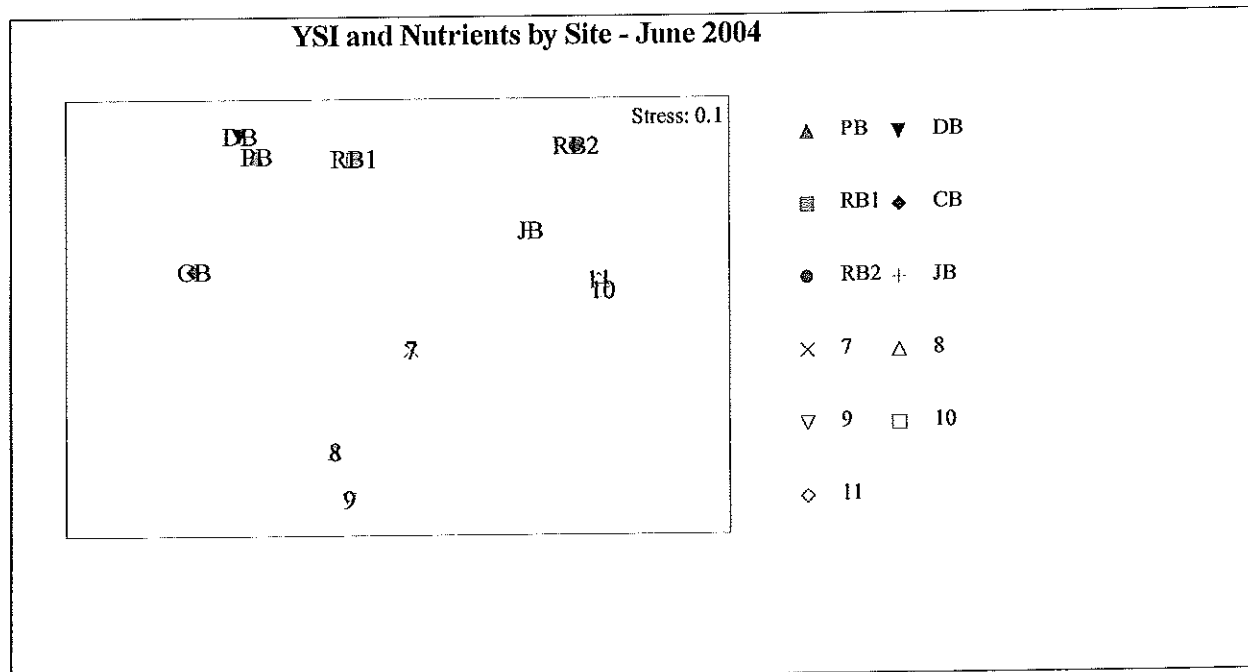 YSI and Nutrients by Site - June 2004
Stress: 0.1
DB
PB
RB1
RB2
JB
CB
11
10
7
8
9
PB DB
RB1 CB
RB2 JB
7 8
9 10
11